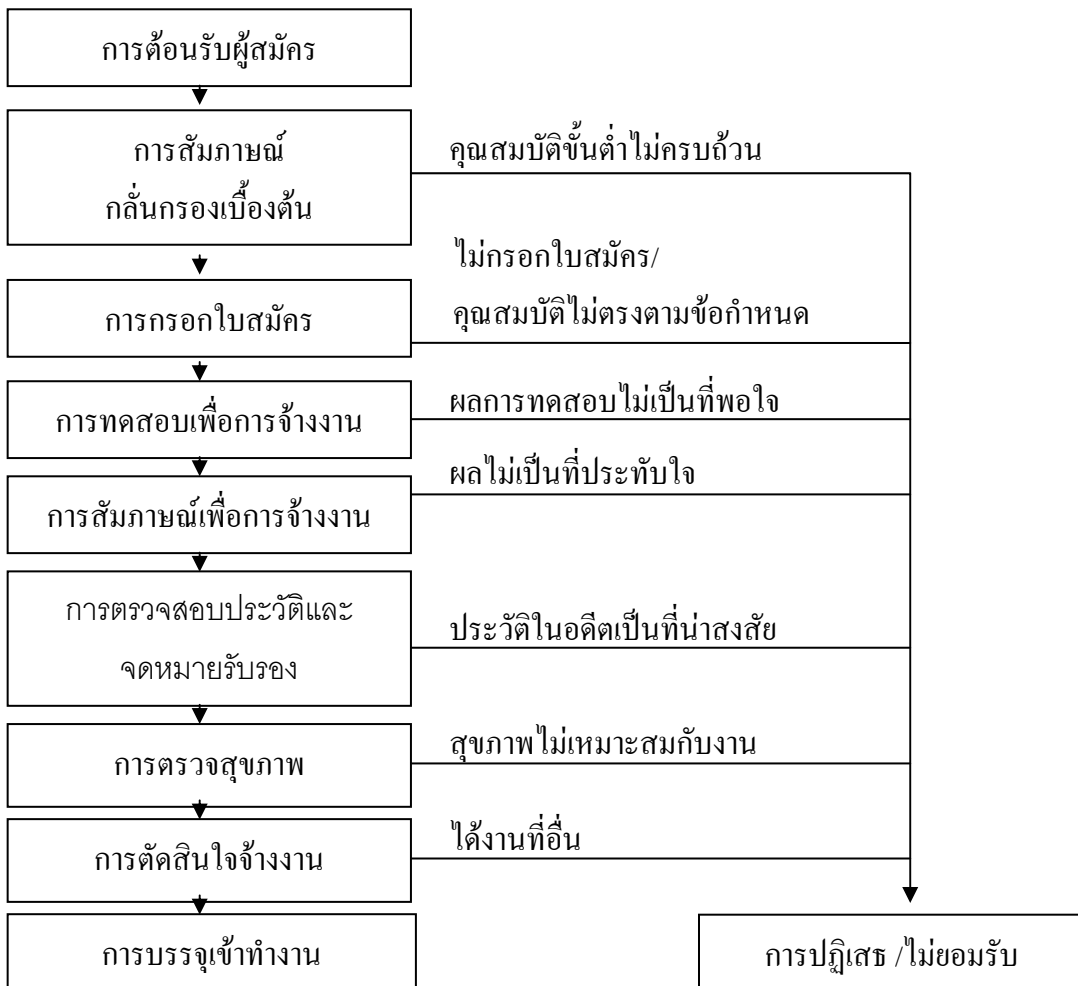 การต้อนรับผู้สมัคร
การสัมภาษณ์
กลั่นกรองเบื้องต้น
คุณสมบัติขั้นต่ำไม่ครบถ้วน
ไม่กรอกใบสมัคร/
คุณสมบัติไม่ตรงตามข้อกำหนด
การกรอกใบสมัคร
การทดสอบเพื่อการจ้างงาน
ผลการทดสอบไม่เป็นที่พอใจ
ผลไม่เป็นที่ประทับใจ
การสัมภาษณ์เพื่อการจ้างงาน
การตรวจสอบประวัติและ
จดหมายรับรอง
ประวัติในอดีตเป็นที่น่าสงสัย
สุขภาพไม่เหมาะสมกับงาน
การตรวจสุขภาพ
ได้งานที่อื่น
การตัดสินใจจ้างงาน
การบรรจุเข้าทำงาน
การปฏิเสธ /ไม่ยอมรับ